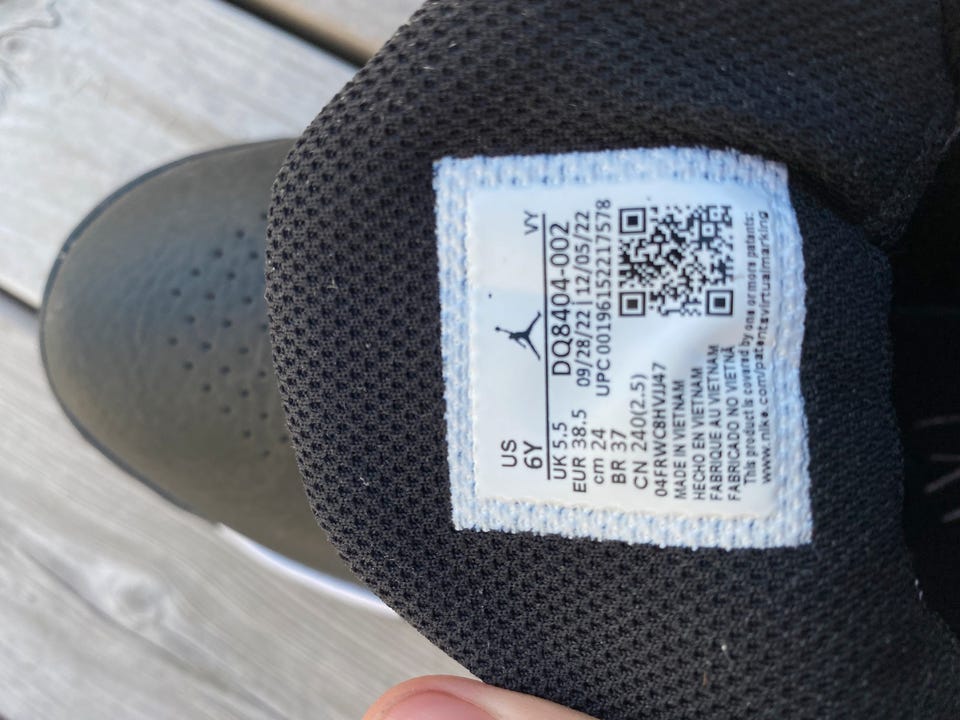 US
6Y
VY
UK 5.5
DQ8404-002
EUR 38.5
09/28/22 | 12/05/22
cm 24
UPC 00196152217578
BR 37
CN 240(2.5)
04FRWC8HVJJ47
MADE IN VIETNAM
HECHO EN VIETNAM
FABRIQUE AU VIETNAM
FABRICADO NO VIETNÃ
This product is covered by one or more patents:
www.nike.com/patentsvirtualmarking